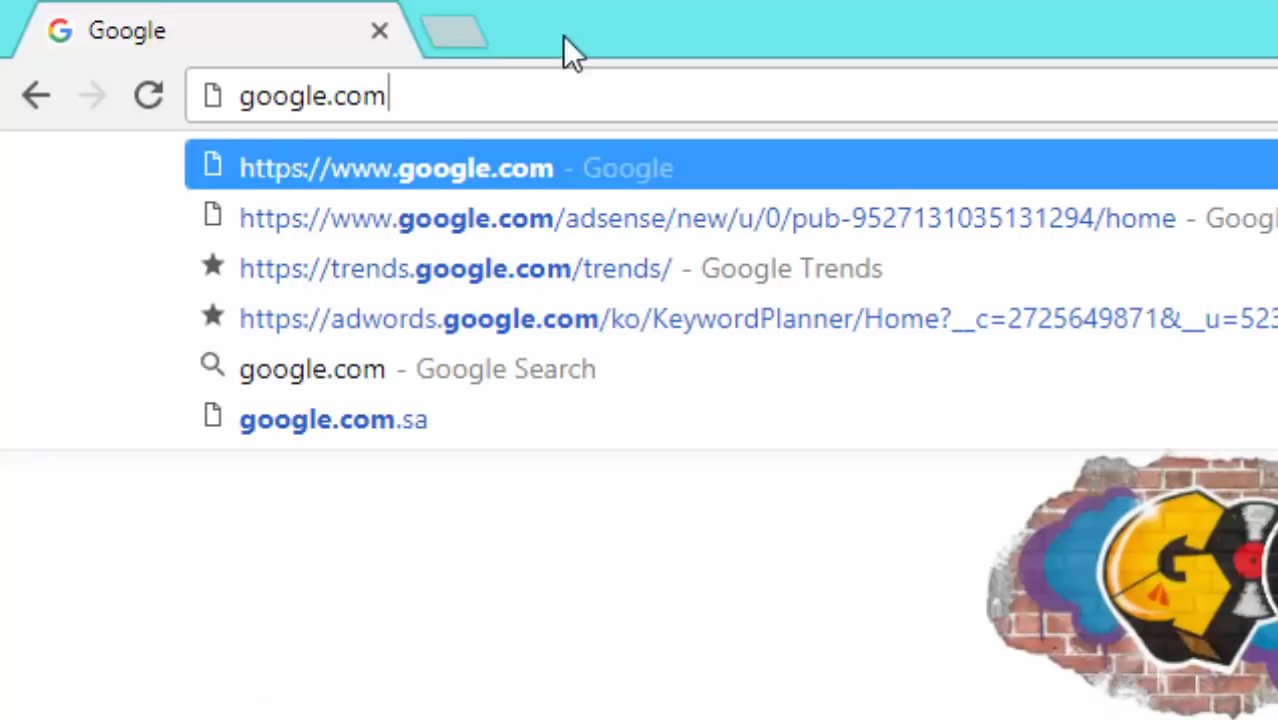 Google
google.com
https://www.google.com - Google
https://www.google.com/adsense/new/u/0/pub-9527131035131294/home - Goog
https://trends.google.com/trends/ - Google Trends
https://adwords.google.com/ko/KeywordPlanner/Home?__c=2725649871&__u=523
google.com - Google Search
google.com.sa
G